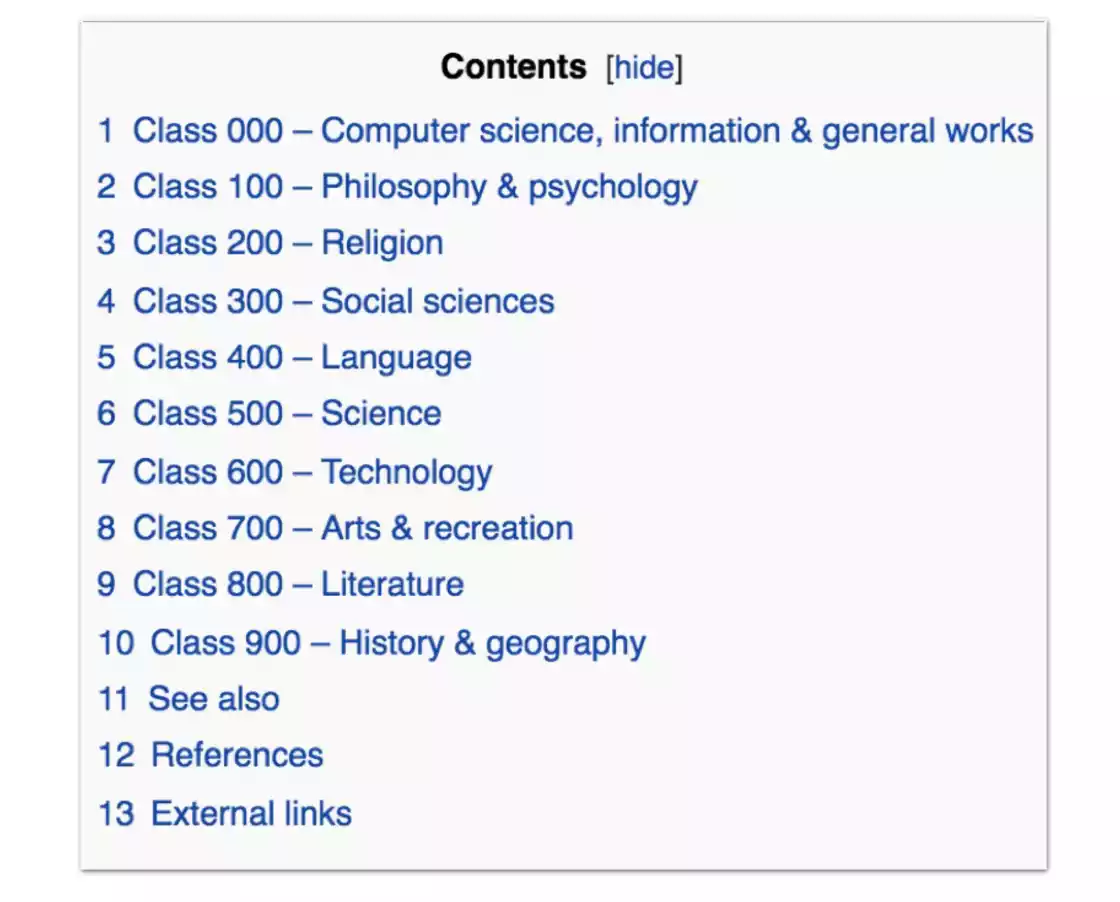 Contents [hide]
1 Class 000 – Computer science, information & general works
2 Class 100 – Philosophy & psychology
3 Class 200 – Religion
4 Class 300 – Social sciences
5 Class 400 – Language
6 Class 500 – Science
7 Class 600 – Technology
8 Class 700 – Arts & recreation
9 Class 800 – Literature
10 Class 900 – History & geography
11 See also
12 References
13 External links